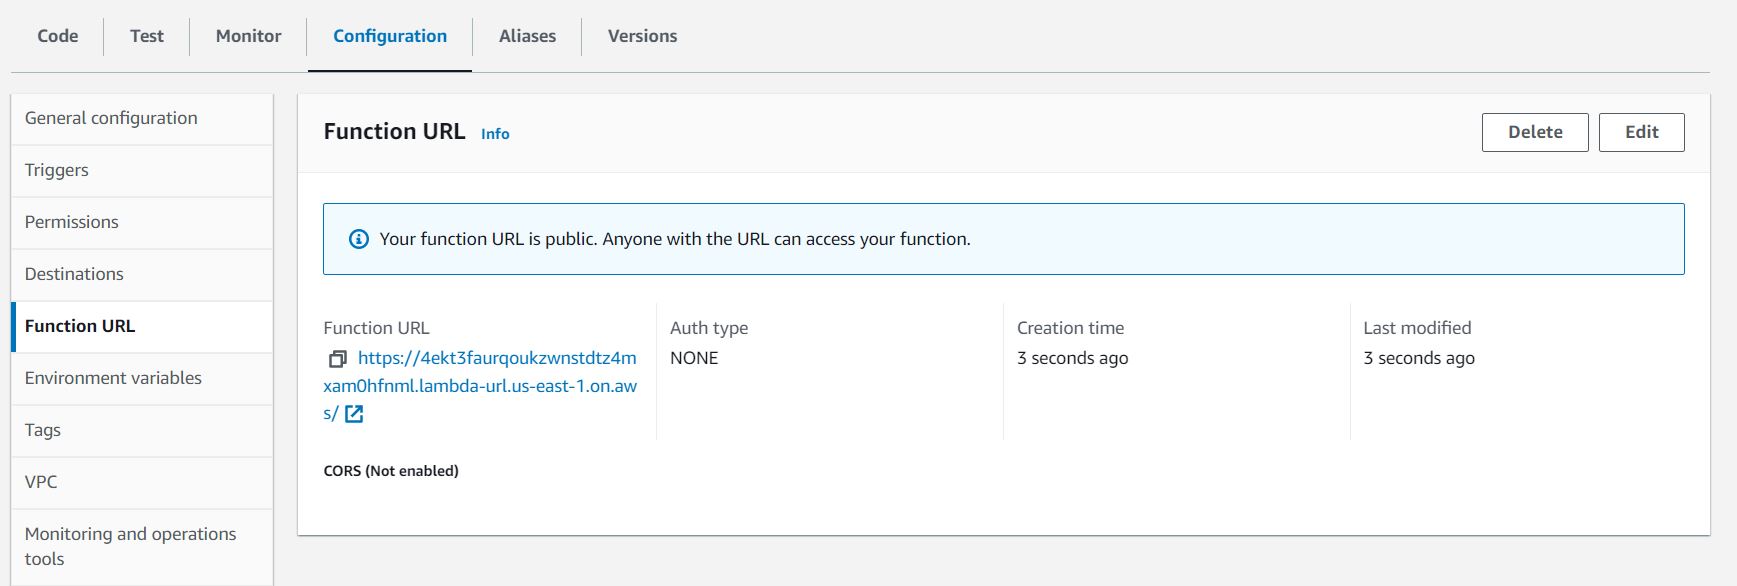 Code
Test
Monitor
Configuration
Aliases
Versions
General configuration
Triggers
Permissions
Destinations
Function URL
Environment variables
Tags
VPC
Monitoring and operations
tools
Function URL Info
Delete
Edit
Your function URL is public. Anyone with the URL can access your function.
Function URL
https://4ekt3faurqoukzwnstdtz4m
xam0hfnml.lambda-url.us-east-1.on.aw
s/
Auth type
NONE
Creation time
3 seconds ago
Last modified
3 seconds ago
CORS (Not enabled)